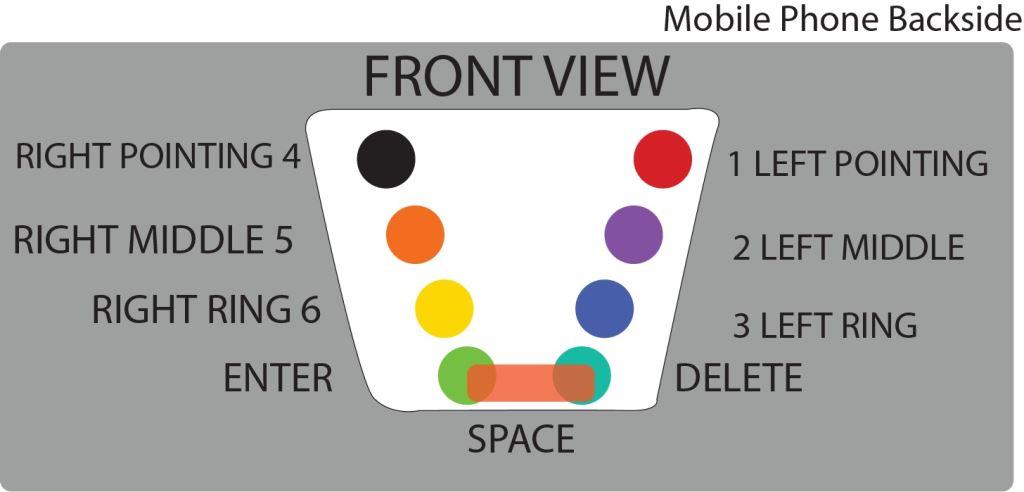 Mobile Phone Backside
FRONT VIEW
RIGHT POINTING 4
1 LEFT POINTING
RIGHT MIDDLE 5
2 LEFT MIDDLE
RIGHT RING 6
3 LEFT RING
ENTER
DELETE
SPACE